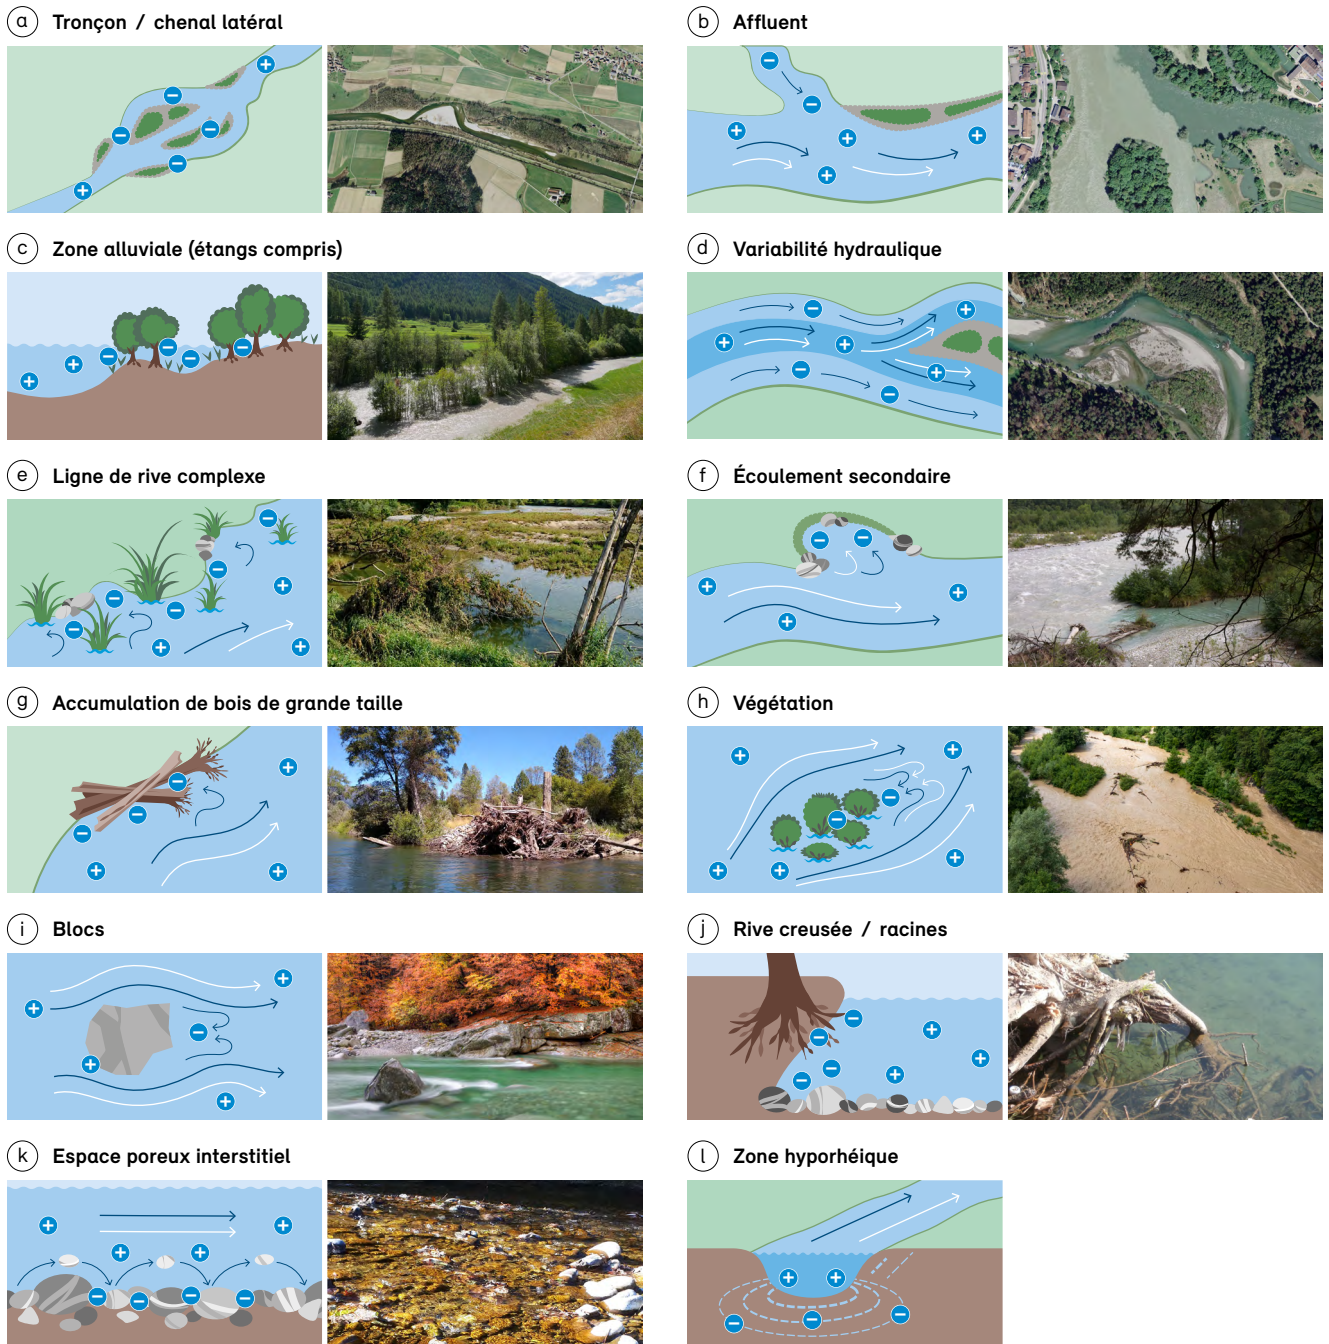 a Tronçon / chenal latéral
b Affluent
c Zone alluviale (étangs compris)
d Variabilité hydraulique
e Ligne de rive complexe
f Écoulement secondaire
g Accumulation de bois de grande taille
h Végétation
i Blocs
j Rive creusée / racines
k Espace poreux interstitiel
l Zone hyporhéique